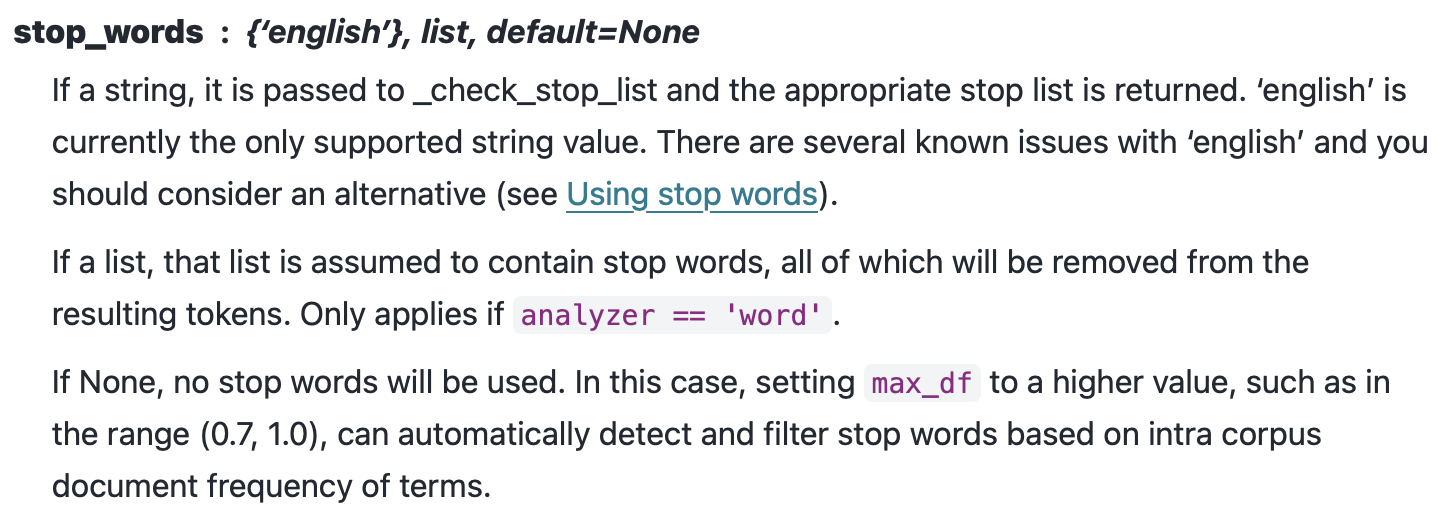 stop_words : {‘english’}, list, default=None
If a string, it is passed to _check_stop_list and the appropriate stop list is returned. ‘english’ is
currently the only supported string value. There are several known issues with ‘english’ and you
should consider an alternative (see Using stop words).
If a list, that list is assumed to contain stop words, all of which will be removed from the
resulting tokens. Only applies if analyzer == 'word'.
If None, no stop words will be used. In this case, setting max_df to a higher value, such as in
the range (0.7, 1.0), can automatically detect and filter stop words based on intra corpus
document frequency of terms.